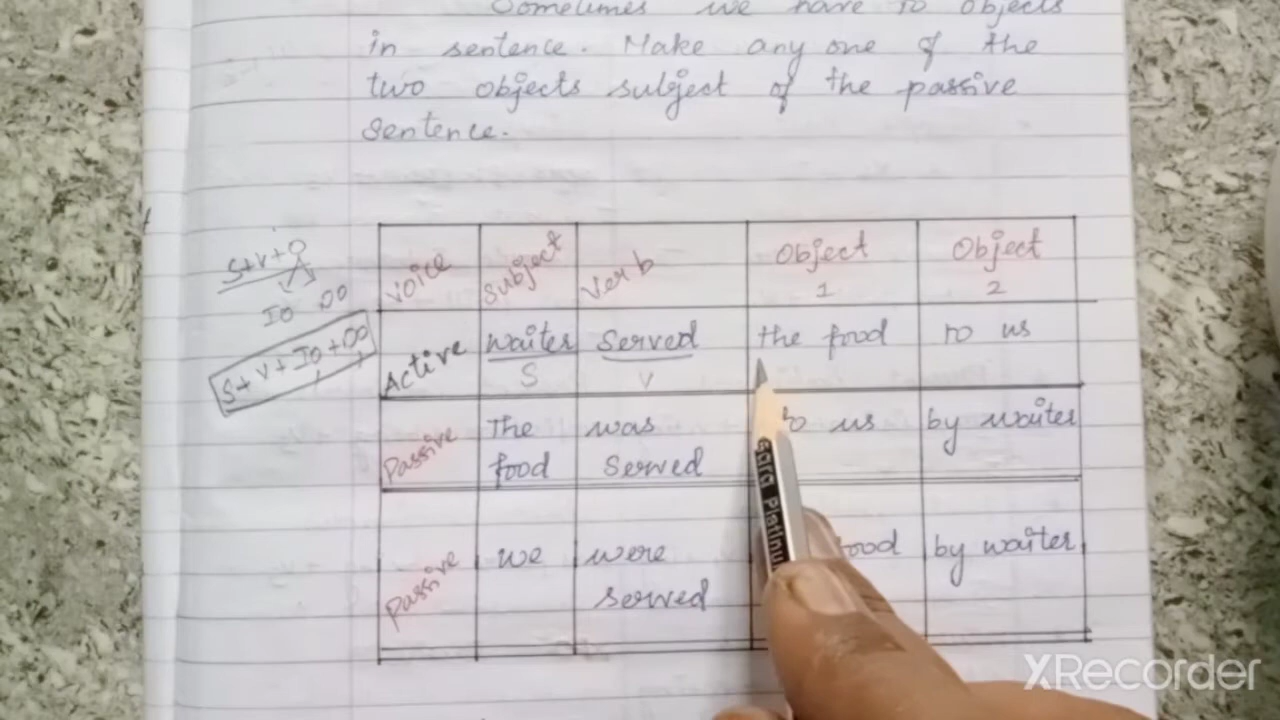 Sometimes we have to objects
in sentence. Make any one of the
two objects subject of the passive
sentence.
S+V+O
IO DO
S+V+IO+DO
Voice Subject Verb Object 1 Object 2
Active Waiter Served the food to us
S V
Passive The food was served to us by waiter
Passive we were served food by waiter
Platinu
XRecorder